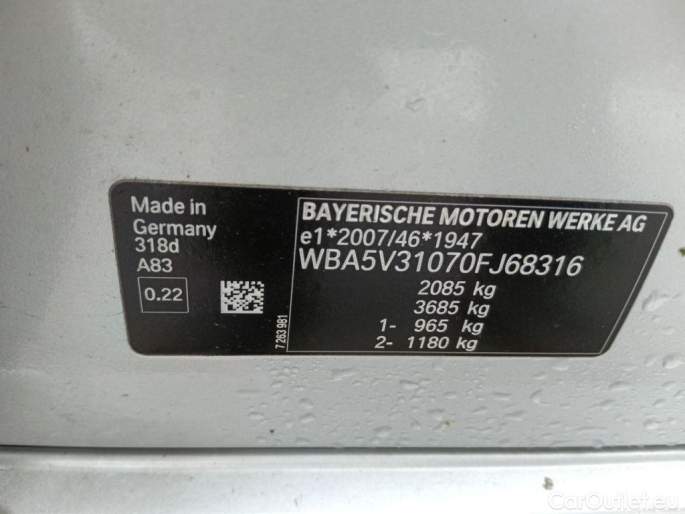 Made in
Germany
318d
A83
0.22
7 263 981
BAYERISCHE MOTOREN WERKE AG
e1*2007/46*1947
WBA5V31070FJ68316
2085 kg
3685 kg
1- 965 kg
2- 1180 kg
CarOutlet.eu